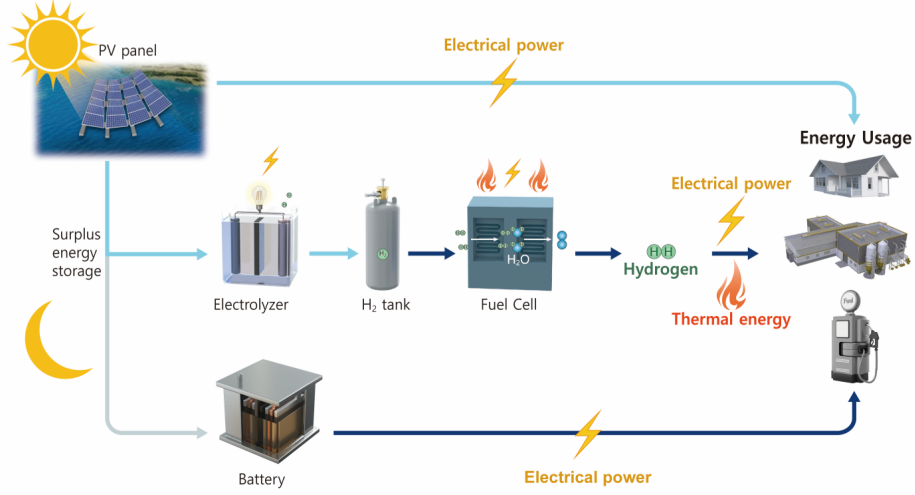 PV panel
Electrical power
Energy Usage
Surplus
energy
storage
Electrolyzer
H₂
H₂ tank
H₂O
Fuel Cell
H H
Hydrogen
Electrical power
Thermal energy
Fuel
Battery
Electrical power